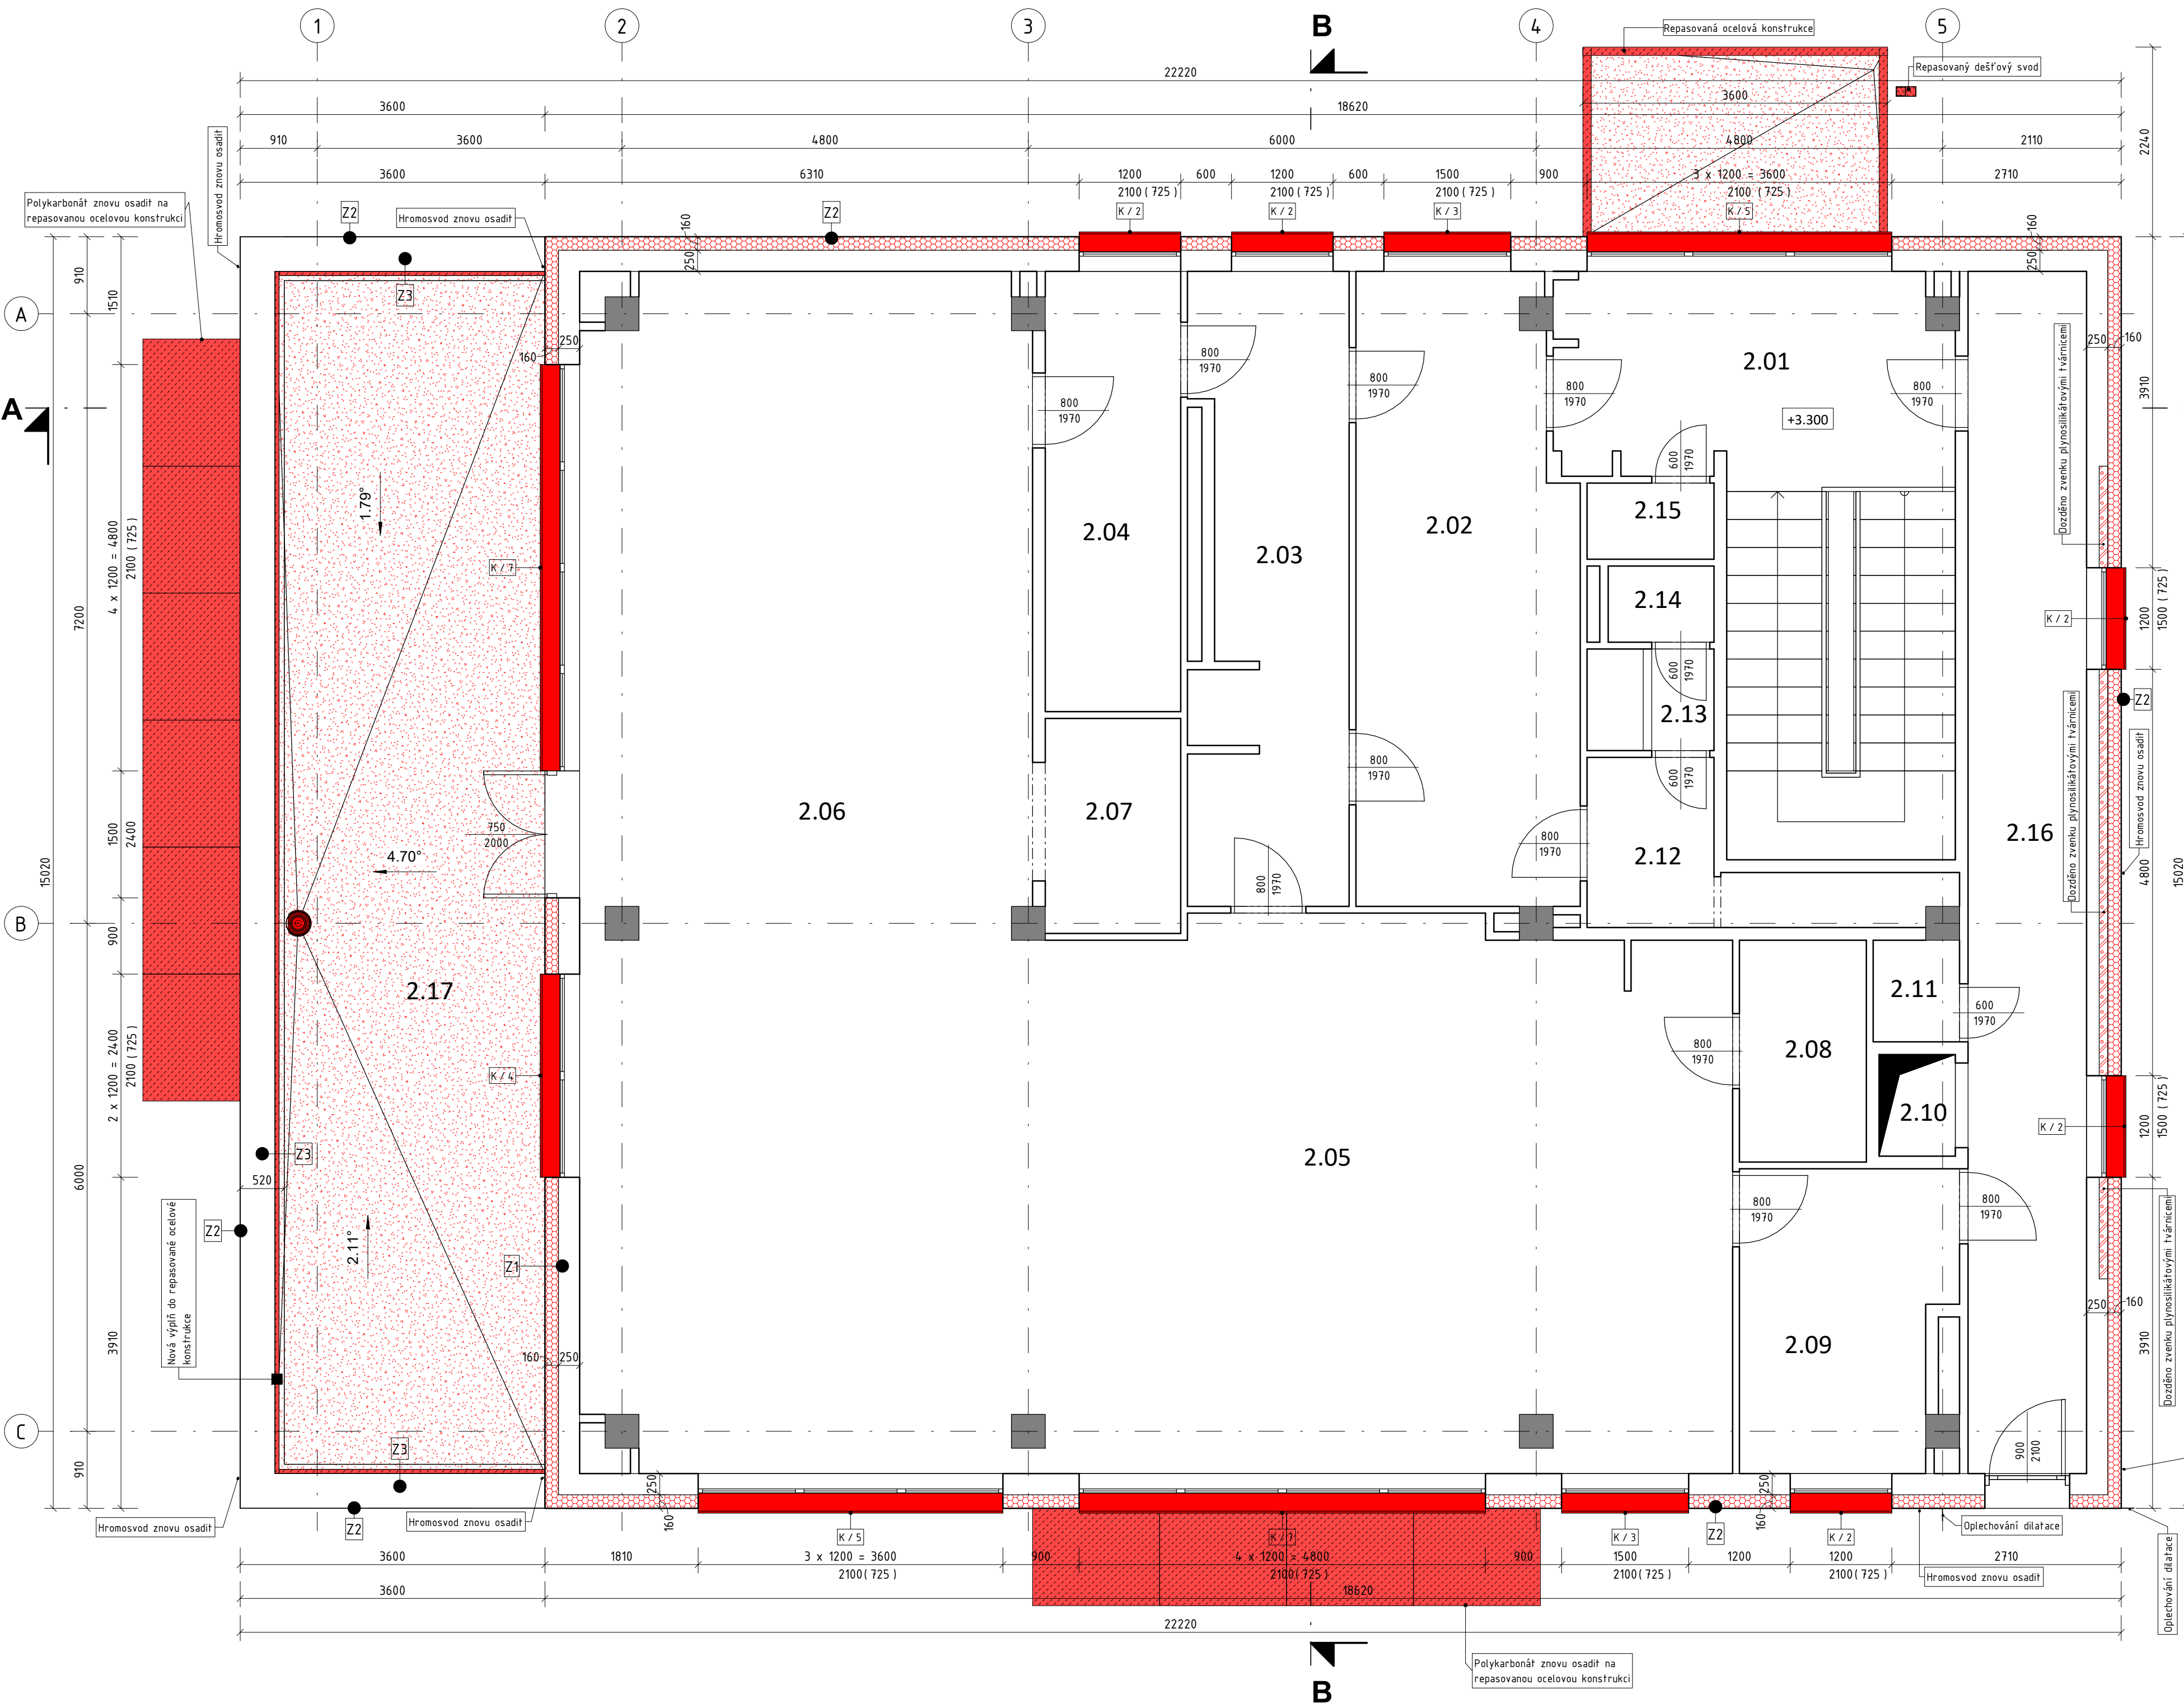 1
2
3
B
4
5
Repasovaná ocelová konstrukce
Repasovaný dešťový svod
22220
3600
18620
3600
910
3600
4800
6000
4800
2110
2240
3600
6310
1200
2100 ( 725 )
600
1200
2100 ( 725 )
600
1500
2100 ( 725 )
900
3 x 1200 = 3600
2100 ( 725 )
2710
Hromosvod znovu osadit
Polykarbonát znovu osadit na
repasovanou ocelovou konstrukci
Z2
Hromosvod znovu osadit
Z2
K / 2
K / 2
K / 3
K / 5
160
250
160
250
Z3
910
1510
A
250
160
250
160
3910
A
800
1970
800
1970
800
1970
800
1970
2.01
800
1970
+3.300
Dozděno zvenku plynosilikátovými tvárnicemi
600
1970
1.79°
2.15
2.04
2.03
2.02
K / 7
4 x 1200 = 4800
2100 ( 725 )
7200
2.14
K / 2
1200
1500 ( 725 )
600
1970
2.13
Z2
Dozděno zvenku plynosilikátovými tvárnicemi
Hromosvod znovu osadit
800
1970
600
1970
2.06
2.07
750
2000
1500
2400
4.70°
15020
800
1970
2.12
2.16
4800
15020
800
1970
B
900
2.17
2.11
600
1970
2 x 1200 = 2400
2100 ( 725 )
K / 4
800
1970
2.08
2.10
K / 2
1200
1500 ( 725 )
Z3
520
6000
2.05
800
1970
800
1970
Z2
Nová výplň do repasované ocelové
konstrukce
2.11°
Z1
Dozděno zvenku plynosilikátovými tvárnicemi
250
160
3910
3910
160
250
2.09
C
Z3
910
900
2100
250
160
250
160
Hromosvod znovu osadit
Z2
Hromosvod znovu osadit
K / 5
K / 7
K / 3
Z2
K / 2
Oplechování dilatace
Oplechování dilatace
3600
1810
3 x 1200 = 3600
2100( 725 )
900
4 x 1200 = 4800
2100( 725 )
900
1500
2100 ( 725 )
1200
1200
2100( 725 )
2710
Hromosvod znovu osadit
3600
18620
22220
Polykarbonát znovu osadit na
repasovanou ocelovou konstrukci
B